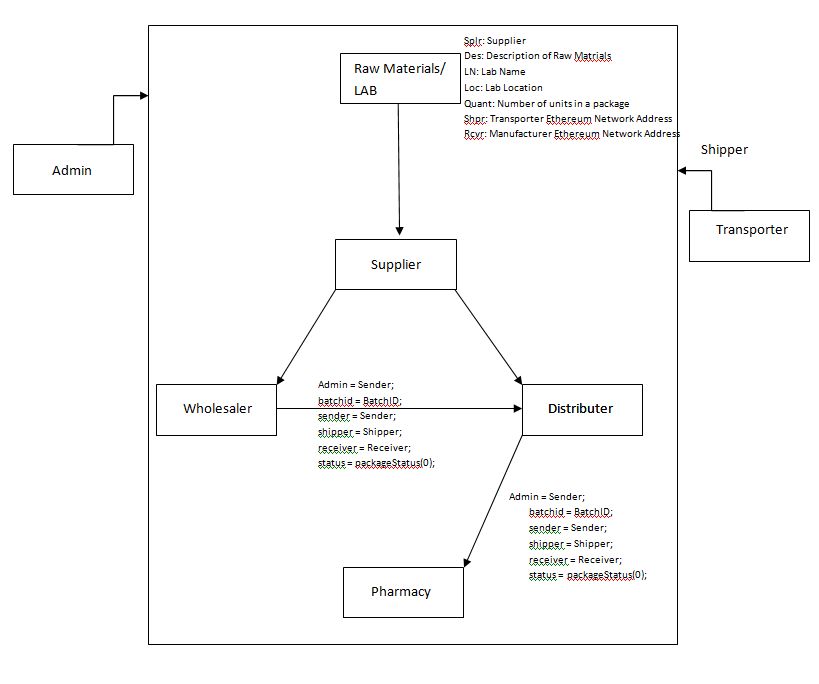 Splr: Supplier
Des: Description of Raw Matrials
LN: Lab Name
Loc: Lab Location
Quant: Number of units in a package
Shpr: Transporter Ethereum Network Address
Rcvr: Manufacturer Ethereum Network Address
Raw Materials/
LAB
Shipper
Admin
Transporter
Supplier
Wholesaler
Admin = Sender;
batchid = BatchID;
sender = Sender;
shipper = Shipper;
receiver = Receiver;
status = packageStatus(0);
Distributer
Admin = Sender;
batchid = BatchID;
sender = Sender;
shipper = Shipper;
receiver = Receiver;
status = packageStatus(0);
Pharmacy